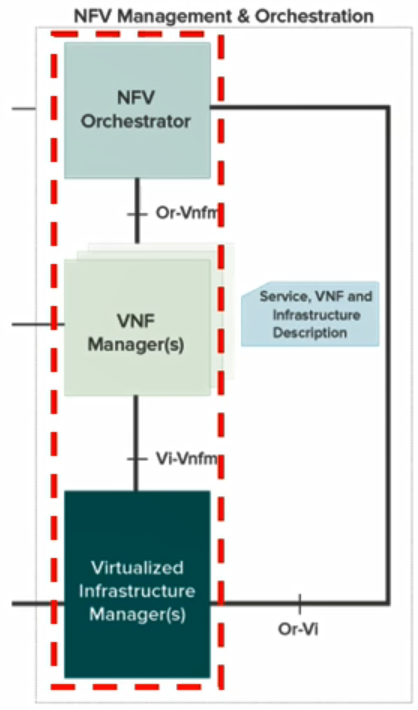 NFV Management & Orchestration
NFV
Orchestrator
Or-Vnfm
Service, VNF and
Infrastructure
Description
VNF
Manager(s)
Vi-Vnfm
Virtualized
Infrastructure
Manager(s)
Or-Vi